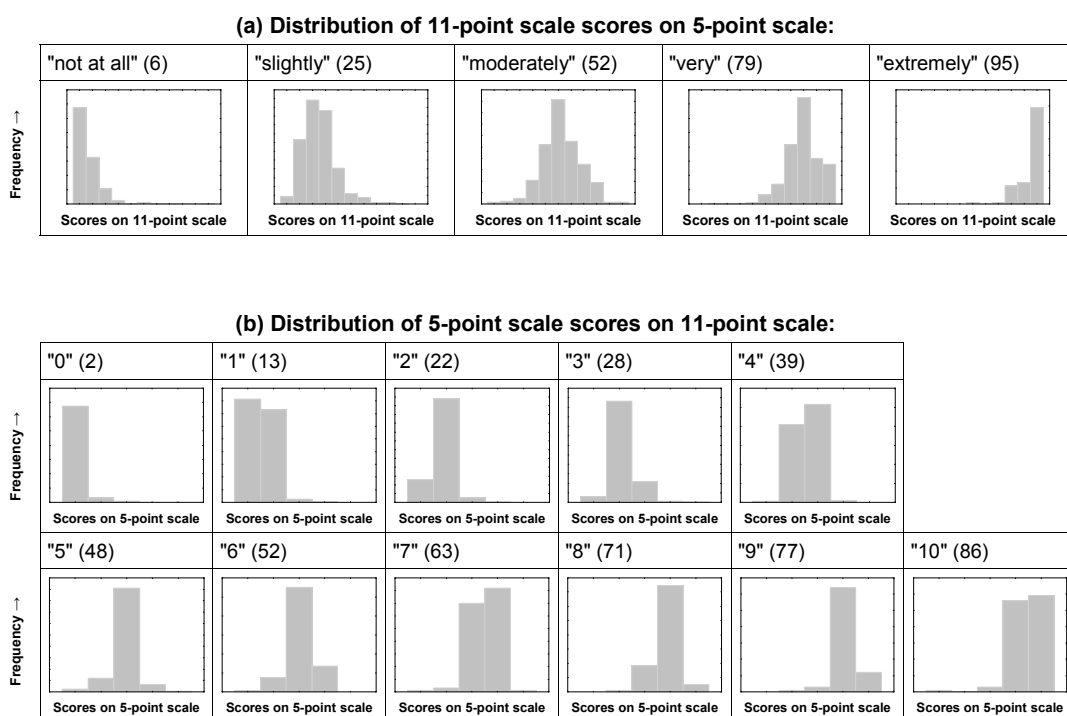 (a) Distribution of 11-point scale scores on 5-point scale:
"not at all" (6) "slightly" (25) "moderately" (52) "very" (79) "extremely" (95)
Frequency →
Scores on 11-point scale Scores on 11-point scale Scores on 11-point scale Scores on 11-point scale Scores on 11-point scale
(b) Distribution of 5-point scale scores on 11-point scale:
"0" (2) "1" (13) "2" (22) "3" (28) "4" (39)
Frequency →
Scores on 5-point scale Scores on 5-point scale Scores on 5-point scale Scores on 5-point scale Scores on 5-point scale
"5" (48) "6" (52) "7" (63) "8" (71) "9" (77) "10" (86)
Frequency →
Scores on 5-point scale Scores on 5-point scale Scores on 5-point scale Scores on 5-point scale Scores on 5-point scale Scores on 5-point scale